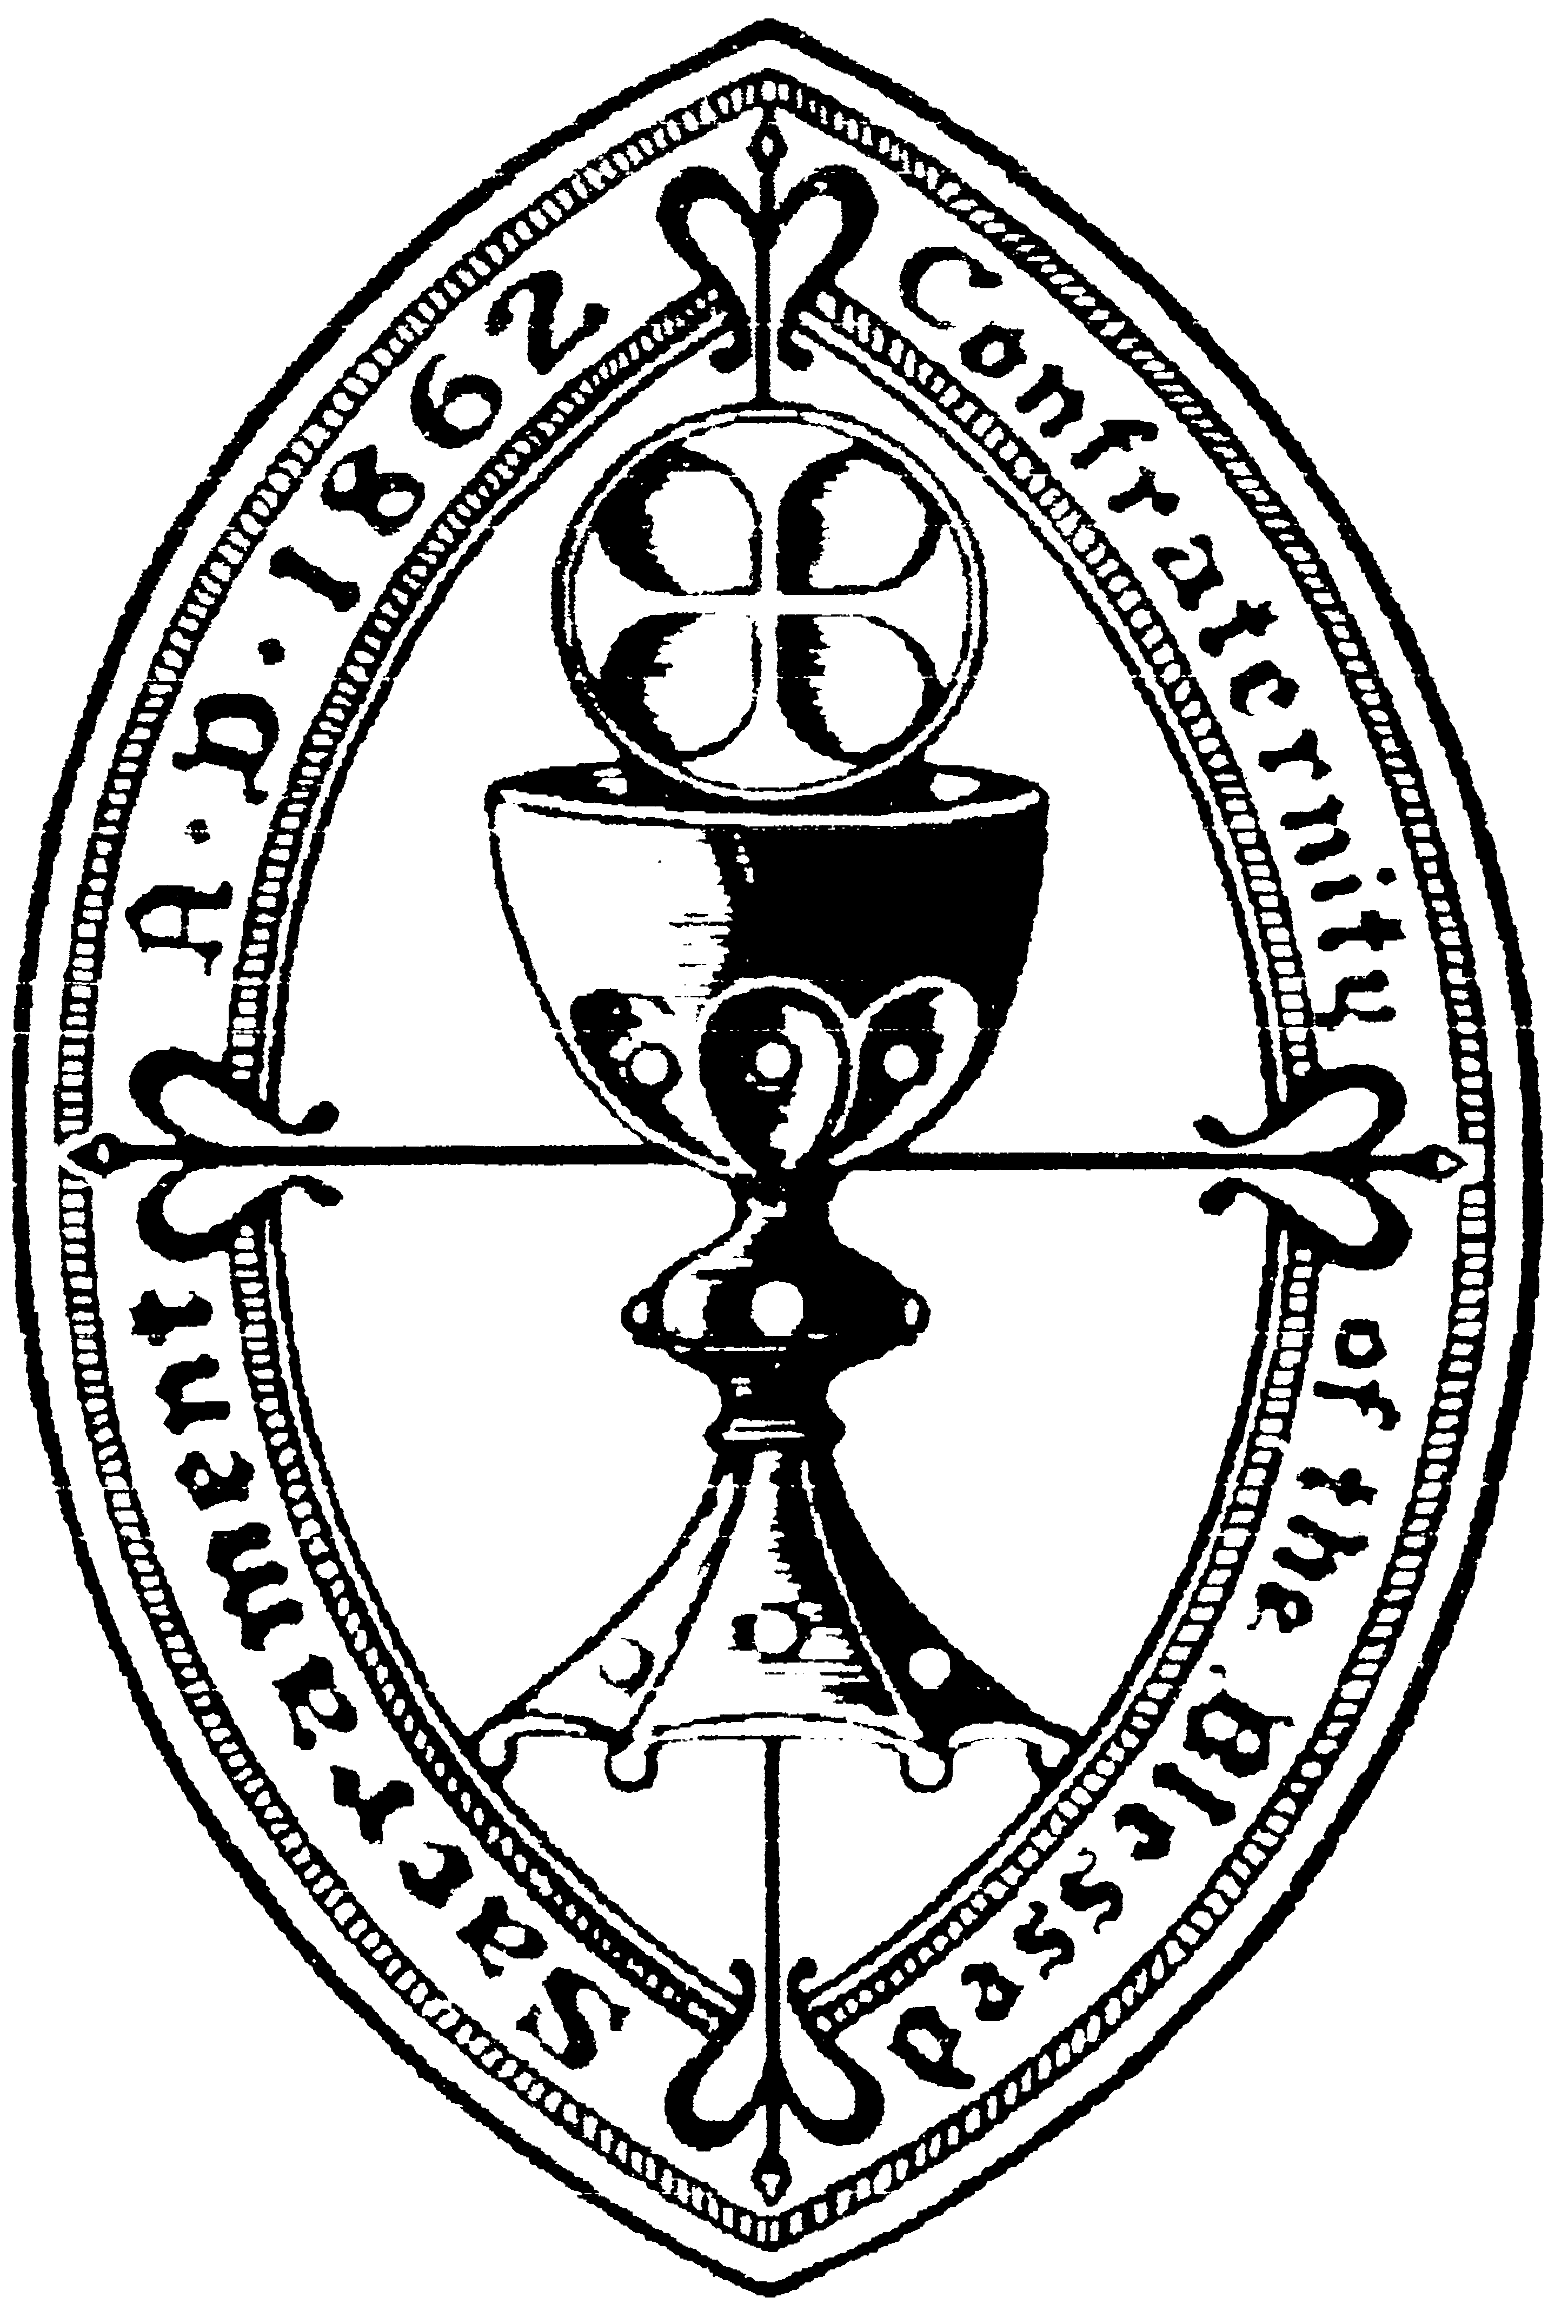 Confraternity
of the Blessed
Sacrament
A·D·1862